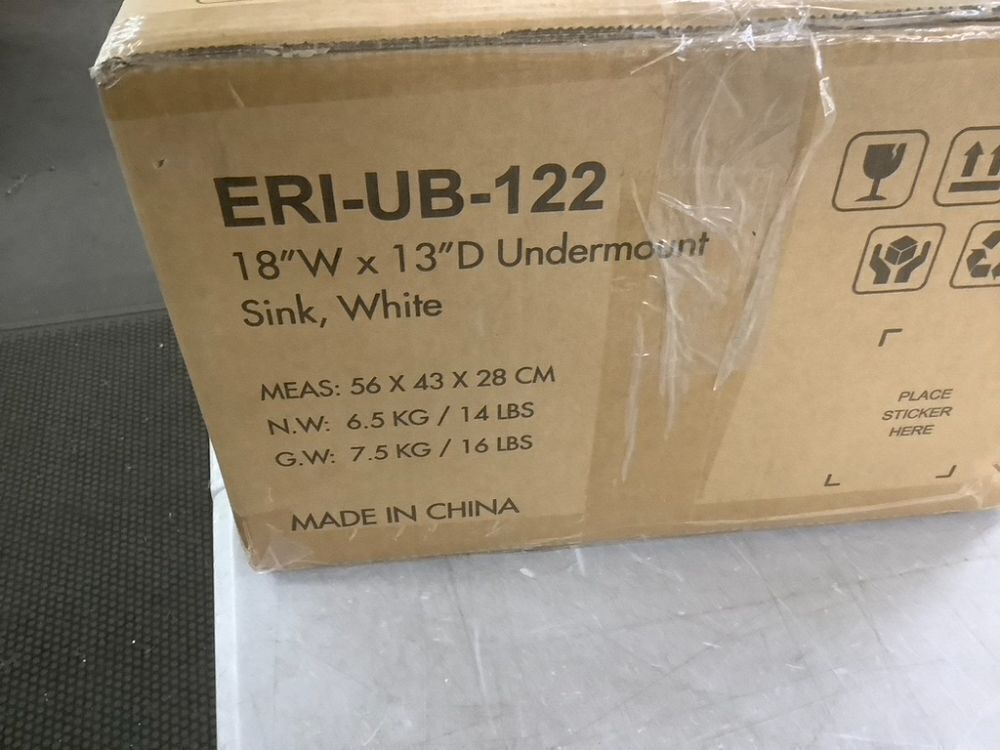 ERI-UB-122
18”W x 13”D Undermount
Sink, White
MEAS: 56 X 43 X 28 CM
N.W: 6.5 KG / 14 LBS
G.W: 7.5 KG / 16 LBS
MADE IN CHINA
PLACE
STICKER
HERE